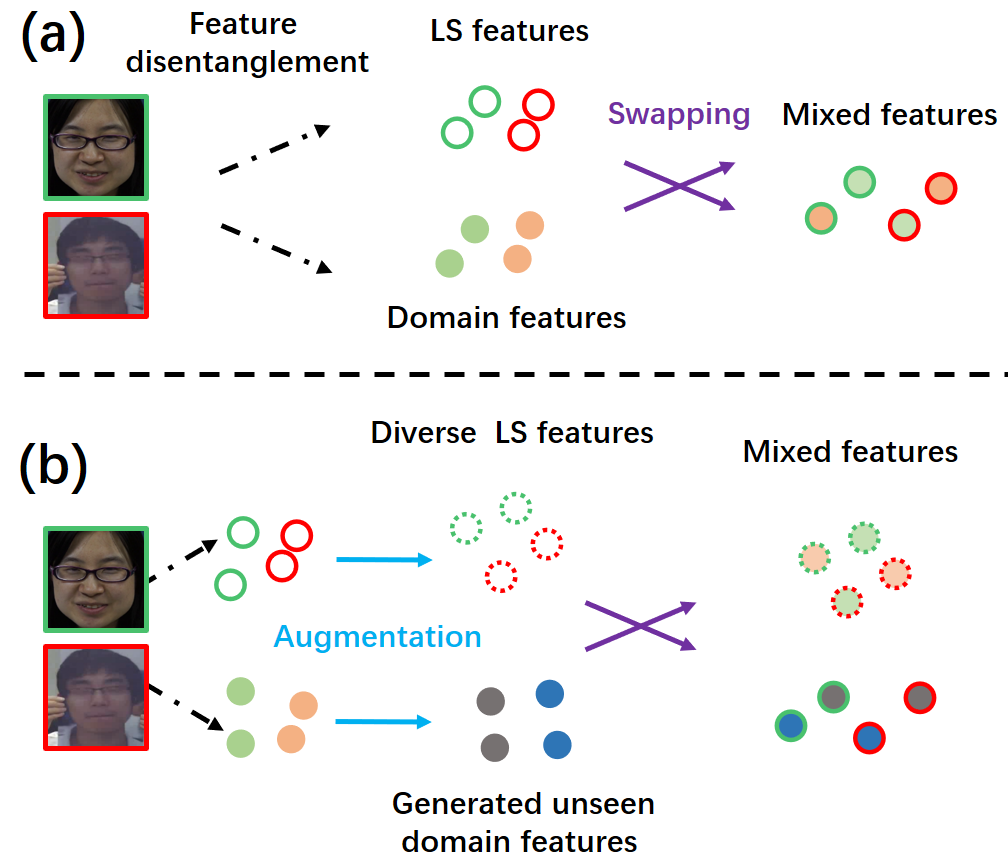 (a)
Feature
disentanglement
LS features
Swapping
Mixed features
Domain features
(b)
Diverse LS features
Mixed features
Augmentation
Generated unseen
domain features